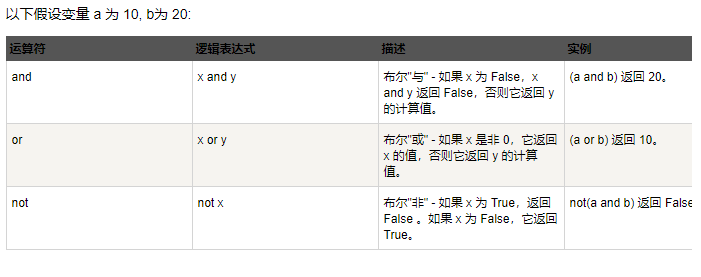 以下假设变量 a 为 10, b为 20:
运算符 逻辑表达式 描述 实例
and x and y 布尔"与" - 如果 x 为 False，x (a and b) 返回 20。
and y 返回 False，否则它返回 y
的计算值。
or x or y 布尔"或" - 如果 x 是非 0，它返回 (a or b) 返回 10。
x 的值，否则它返回 y 的计算
值。
not not x 布尔"非" - 如果 x 为 True，返回 not(a and b) 返回 False
False 。如果 x 为 False，它返回
True。